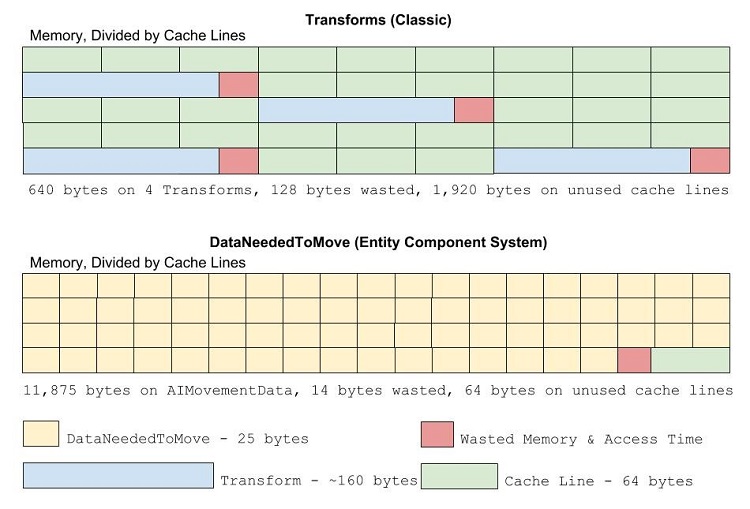 Transforms (Classic)
Memory, Divided by Cache Lines
640 bytes on 4 Transforms, 128 bytes wasted, 1,920 bytes on unused cache lines
DataNeededToMove (Entity Component System)
Memory, Divided by Cache Lines
11,875 bytes on AIMovementData, 14 bytes wasted, 64 bytes on unused cache lines
DataNeededToMove - 25 bytes
Wasted Memory & Access Time
Transform - ~160 bytes
Cache Line - 64 bytes